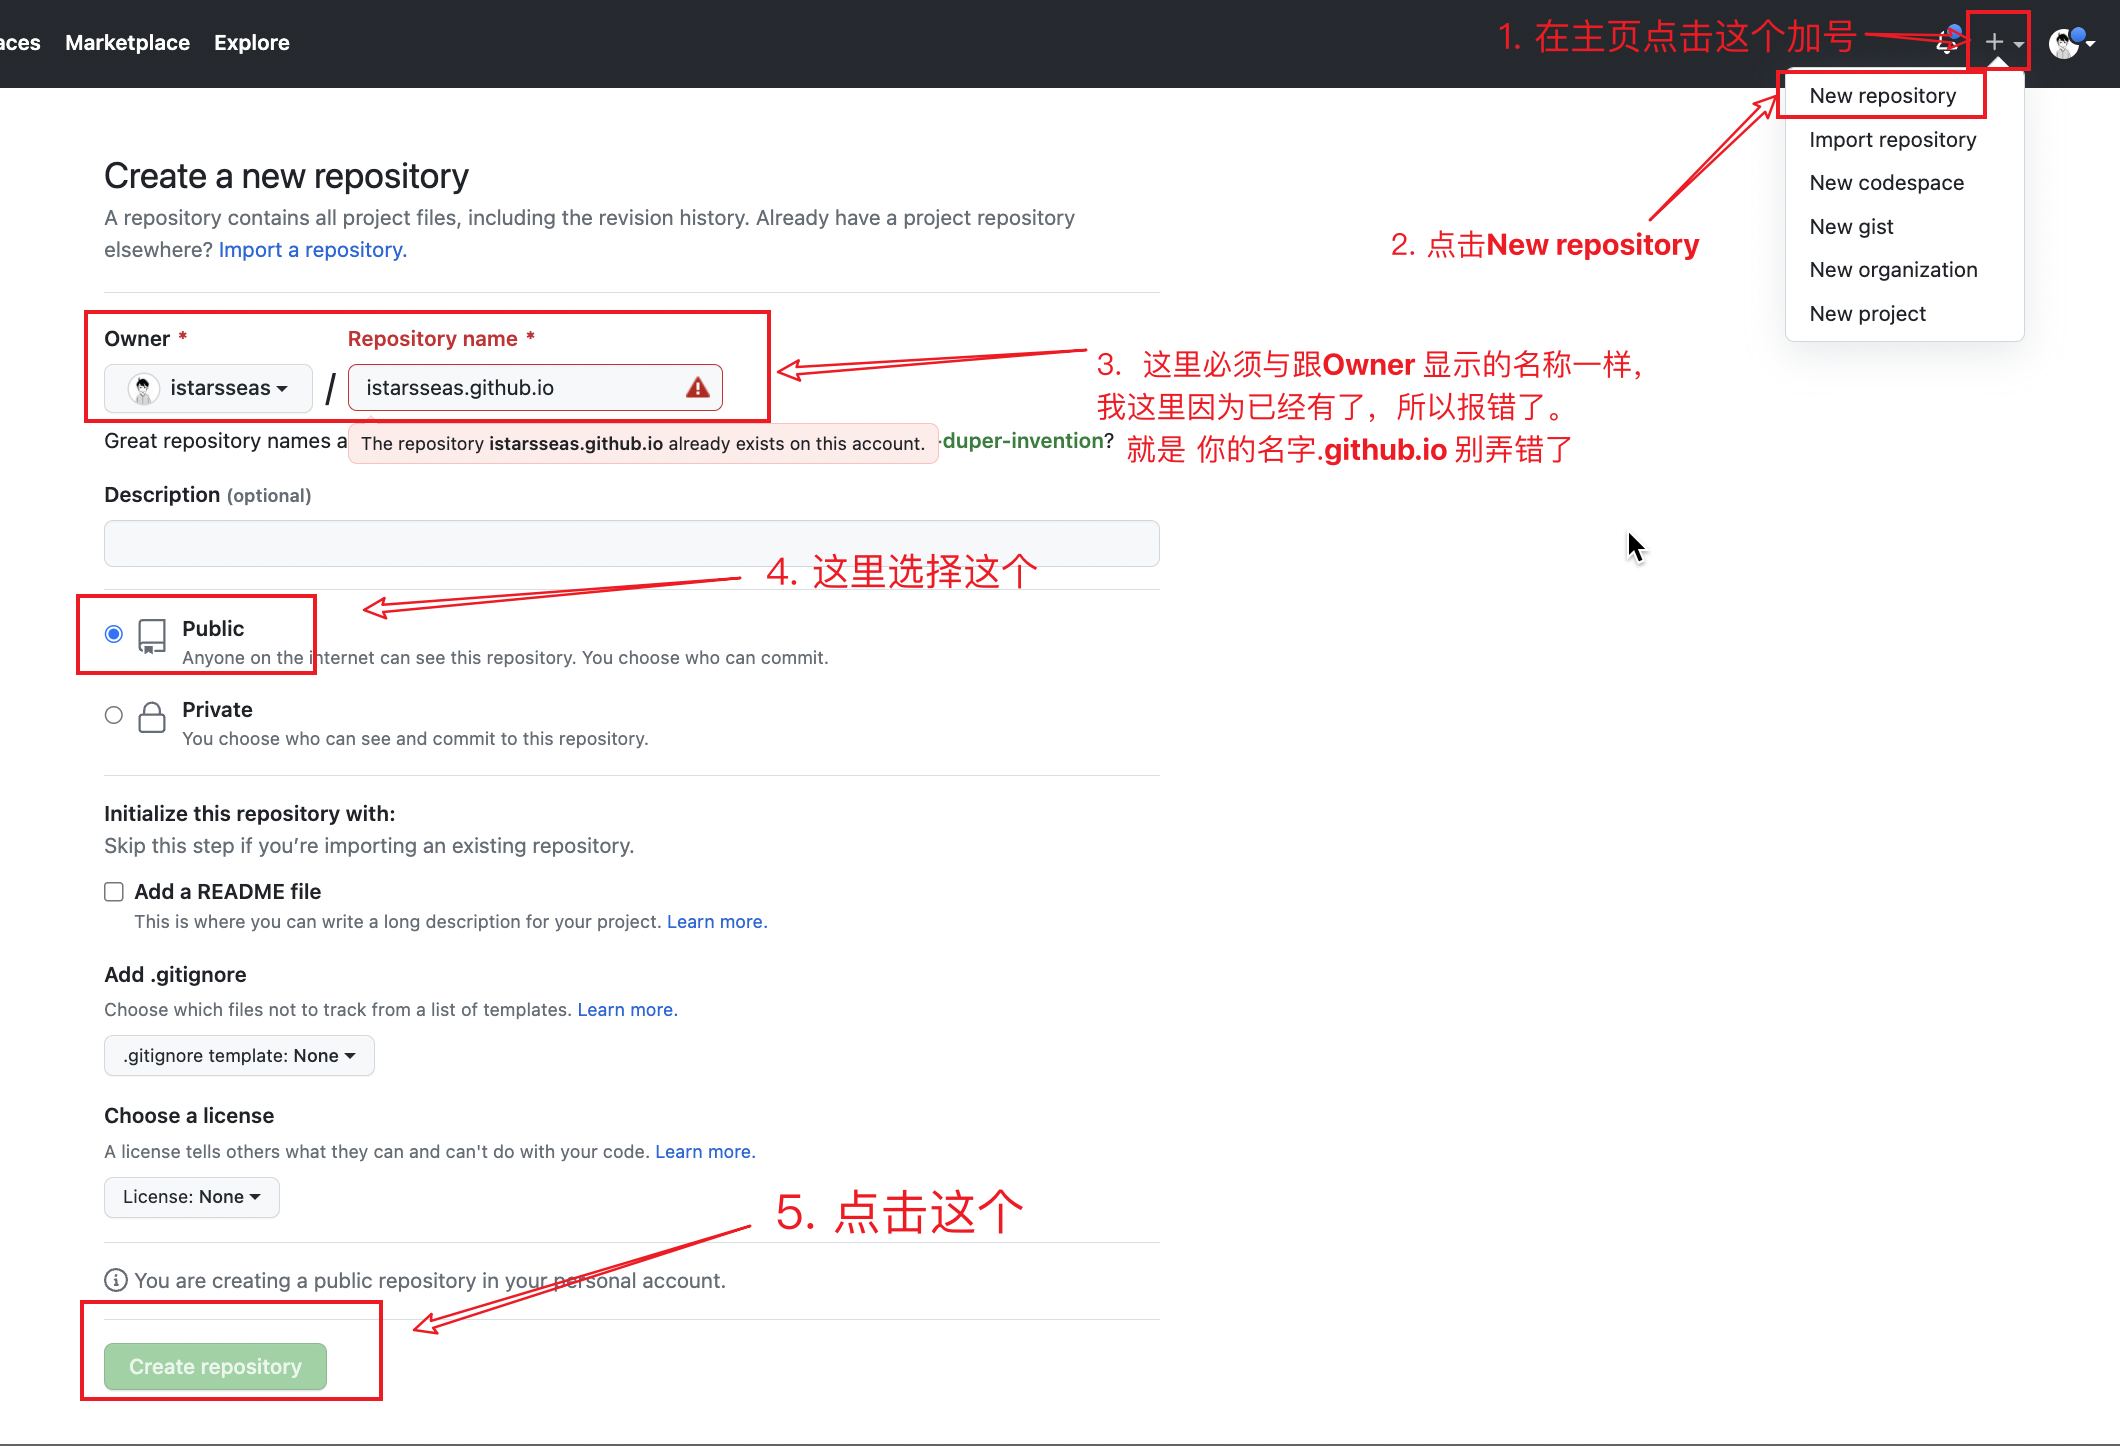 aces Marketplace Explore
1. 在主页点击这个加号
New repository
Import repository
New codespace
New gist
New organization
New project
2. 点击New repository
Create a new repository
A repository contains all project files, including the revision history. Already have a project repository
elsewhere? Import a repository.
Owner * Repository name *
istarsseas / istarsseas.github.io
3. 这里必须与跟Owner 显示的名称一样，
我这里因为已经有了，所以报错了。
就是 你的名字.github.io 别弄错了
Great repository names a
The repository istarsseas.github.io already exists on this account.
-duper-invention?
Description (optional)
4. 这里选择这个
Public
Anyone on the internet can see this repository. You choose who can commit.
Private
You choose who can see and commit to this repository.
Initialize this repository with:
Skip this step if you’re importing an existing repository.
Add a README file
This is where you can write a long description for your project. Learn more.
Add .gitignore
Choose which files not to track from a list of templates. Learn more.
.gitignore template: None
Choose a license
A license tells others what they can and can't do with your code. Learn more.
License: None
5. 点击这个
You are creating a public repository in your personal account.
Create repository